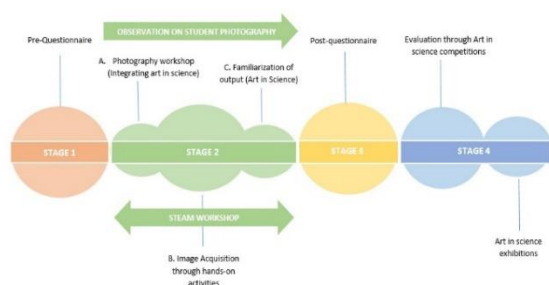 Pre-Questionnaire
OBSERVATION ON STUDENT PHOTOGRAPHY
A. Photography workshop
(Integrating art in science)
C. Familiarization of
output (Art in Science)
Post-questionnaire
Evaluation through Art in
science competitions
STAGE 1
STAGE 2
STAGE 3
STAGE 4
STEAM WORKSHOP
B. Image Acquisition
through hands-on
activities
Art in science
exhibitions